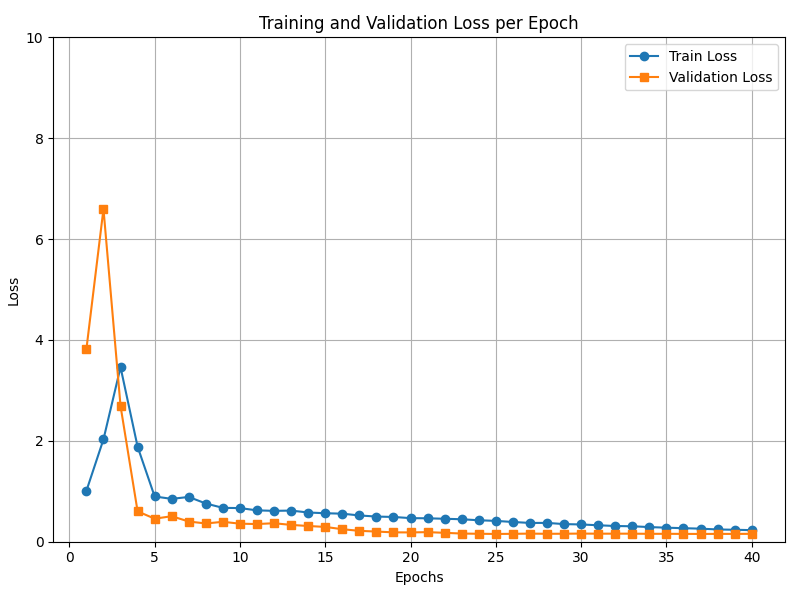 Training and Validation Loss per Epoch
Train Loss
Validation Loss
Loss
10
8
6
4
2
0
0 5 10 15 20 25 30 35 40
Epochs